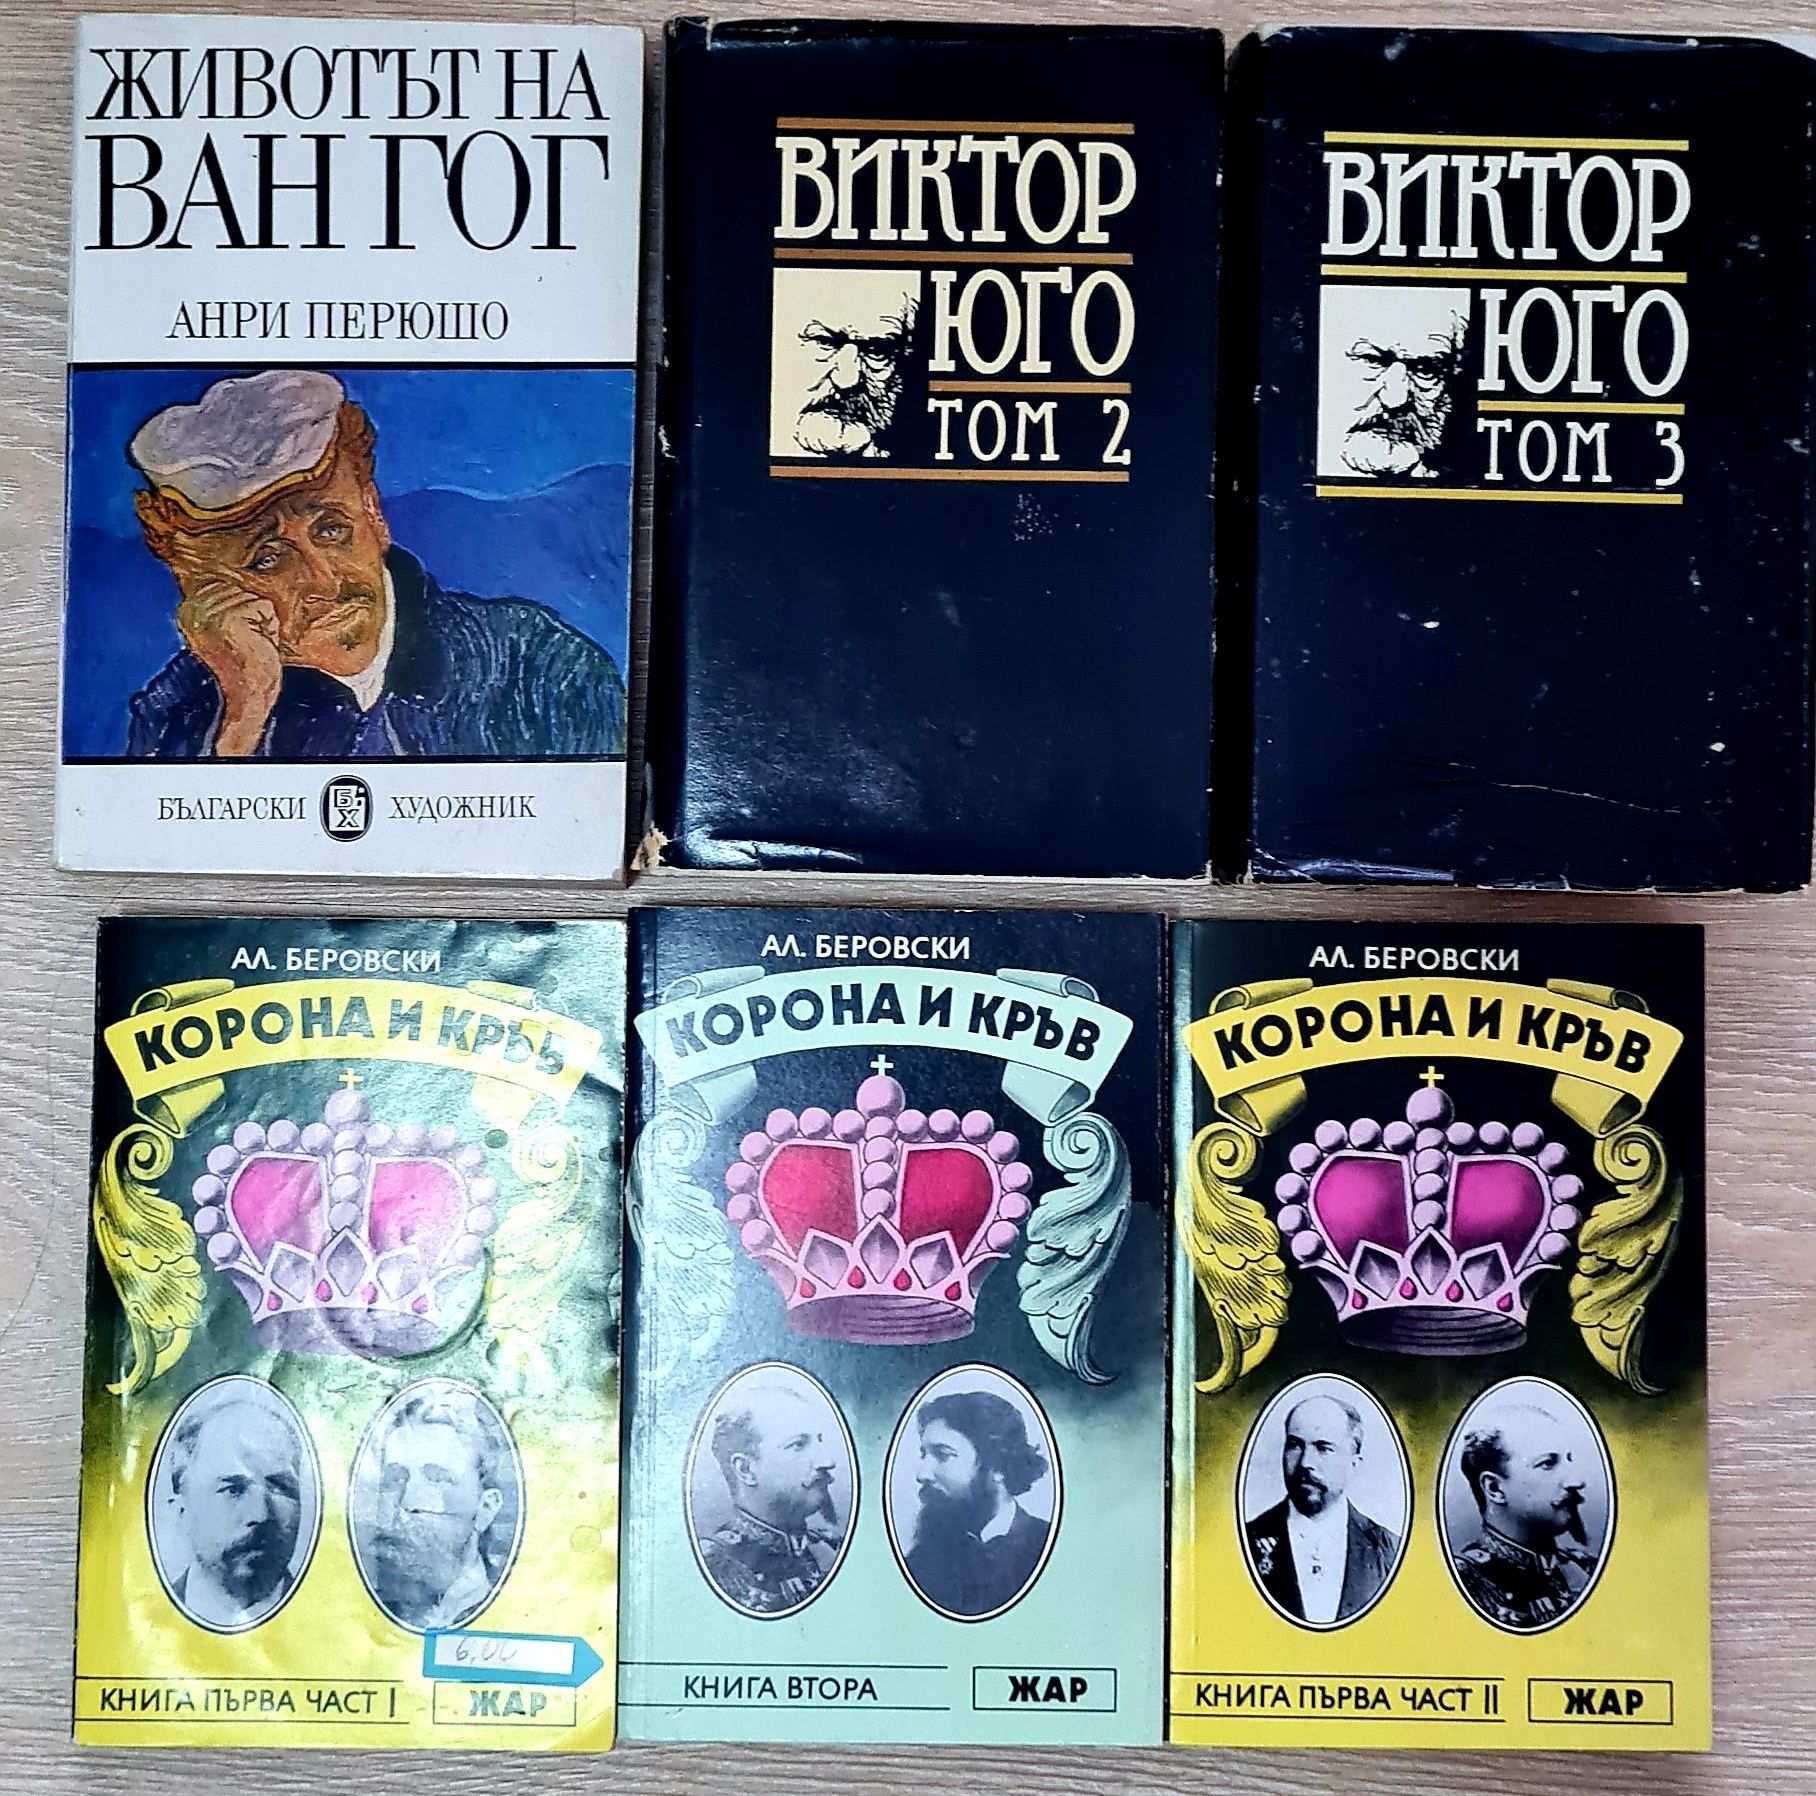 ЖИВОТЪТ НА
ВАН ГОГ
АНРИ ПЕРЮШО
БЪЛГАРСКИ Б.Х ХУДОЖНИК
ВИКТОР
ЮГО
ТОМ 2
ВИКТОР
ЮГО
ТОМ 3
АЛ. БЕРОВСКИ
КОРОНА И КРЪВ
6,00
КНИГА ПЪРВА ЧАСТ I ЖАР
АЛ. БЕРОВСКИ
КОРОНА И КРЪВ
КНИГА ВТОРА ЖАР
АЛ. БЕРОВСКИ
КОРОНА И КРЪВ
КНИГА ПЪРВА ЧАСТ II ЖАР